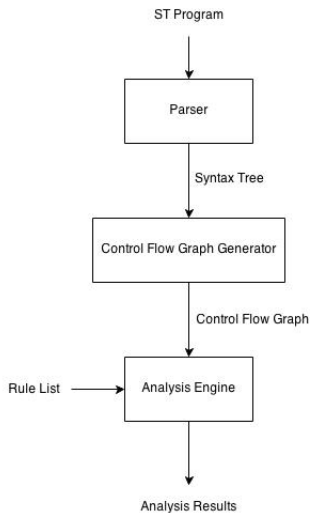 ST Program
Parser
Syntax Tree
Control Flow Graph Generator
Control Flow Graph
Rule List
Analysis Engine
Analysis Results